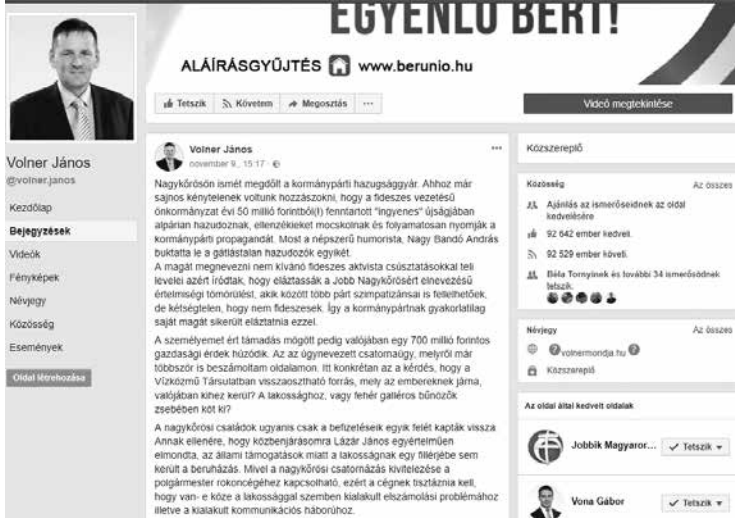 EGYENLŐ BÉRT!
ALÁÍRÁSGYŰJTÉS www.berunio.hu
Tetszik Követem Megosztás ...
Videó megtekintése
Volner János
@volner.janos
Kezdőlap
Bejegyzések
Videók
Fényképek
Névjegy
Közösség
Események
Oldal létrehozása
Volner János
november 9., 15:17 ·
Nagykőrösön ismét megdőlt a kormánypárti hazugsággyár. Ahhoz már
sajnos kénytelenek voltunk hozzászokni, hogy a fideszes vezetésű
önkormányzat évi 50 millió forintból(!) fenntartott "ingyenes" újságjában
alpárian hazudoznak, ellenzékieket mocskolnak és folyamatosan nyomják a
kormánypárti propagandát. Most a népszerű humorista, Nagy Bandó András
buktatta le a gátlástalan hazudozók egyikét.
A magát megnevezni nem kívánó fideszes aktvista csúsztatásokkal teli
levelei azért íródtak, hogy eláztassák a Jobb Nagykőrösért elnevezésű
értelmiségi tömörülést, akik között több párt szimpatizánsai is fellelhetőek,
de kétségtelen, hogy nem fideszesek. Így a kormánypártnak gyakorlatilag
saját magát sikerült eláztatnia ezzel.
A személyemet ért támadás mögött pedig valójában egy 700 millió forintos
gazdasági érdek húzódik. Az az úgynevezett csatornaügy, melyről már
többször is beszámoltam oldalamon. Itt konkrétan az a kérdés, hogy a
Vízközmű Társulatban visszaosztható forrás, mely az embereknek járna,
valójában kihez kerül? A lakossághoz, vagy fehér galléros bűnözők
zsebében köt ki?
A nagykőrösi családok ugyanis csak a befizetéseik egyik felét kapták vissza
Annak ellenére, hogy közbenjárásomra Lázár János egyértelműen
elmondta, az állami támogatások miatt a lakosságnak egy fillérjébe sem
került a beruházás. Mivel a nagykőrösi csatornázás kivitelezése a
polgármester rokoncégéhez kapcsolható, ezért a cégnek tisztáznia kell,
hogy van- e köze a lakossággal szemben kialakult elszámolási problémához
illetve a kialakult kommunikációs háborúhoz.
Közszereplő
Közösség Az összes
Ajánlás az ismerőseidnek az oldal
kedvelésére
92 642 ember kedveli.
92 529 ember követi.
Béla Tornyinek és további 34 ismerősödnek
tetszik.
Névjegy Az összes
volnermondja.hu
Közszereplő
Az oldal által kedvelt oldalak
Jobbik Magyaror... Tetszik
Vona Gábor Tetszik